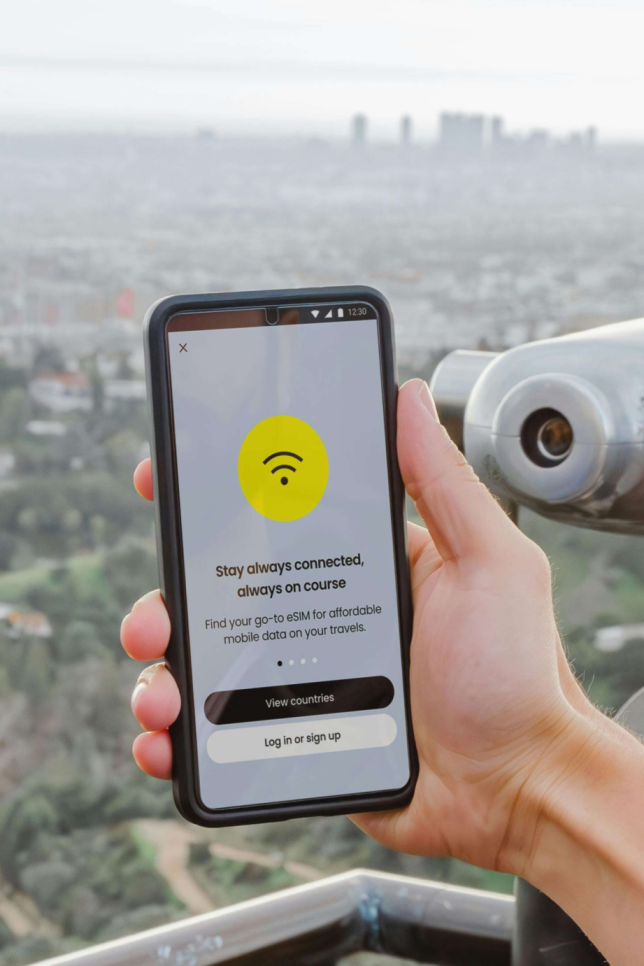 12:30
Stay always connected,
always on course
Find your go-to eSIM for affordable
mobile data on your travels.
View countries
Log in or sign up